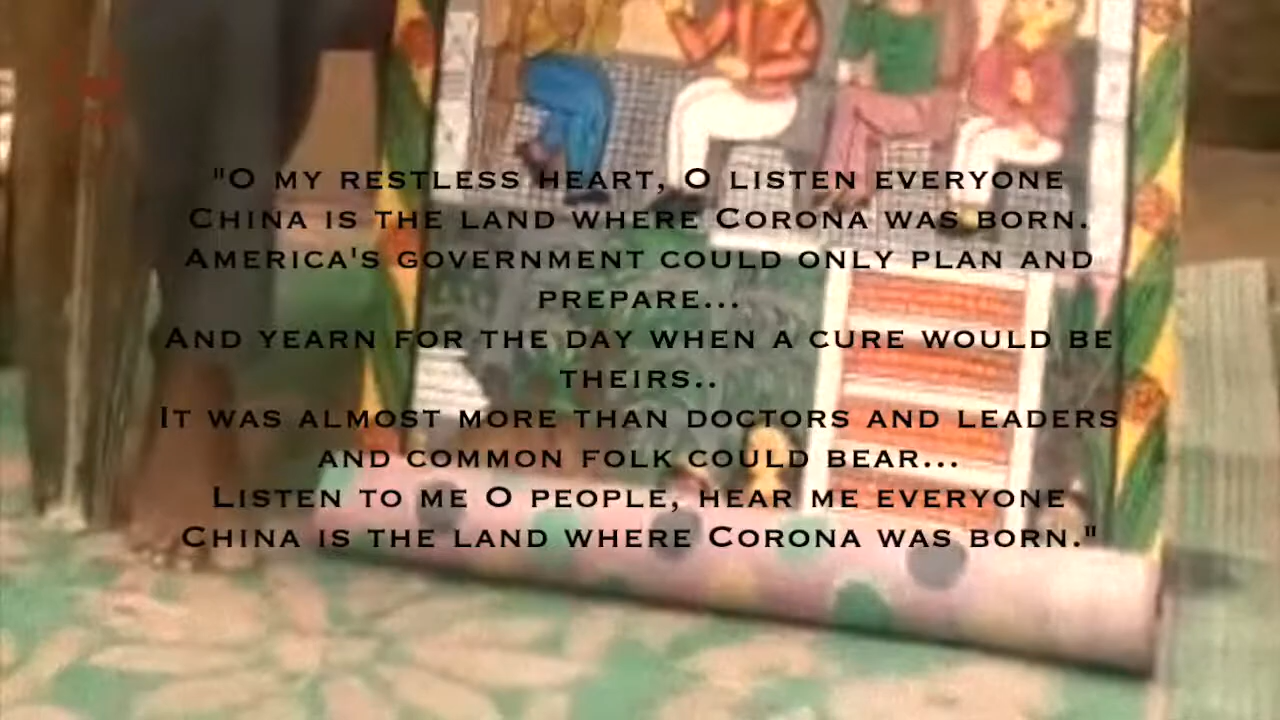 "O my restless heart, O listen everyone
China is the land where Corona was born.
America's government could only plan and
prepare...
And yearn for the day when a cure would be
theirs..
It was almost more than doctors and leaders
and common folk could bear...
Listen to me O people, hear me everyone
China is the land where Corona was born."